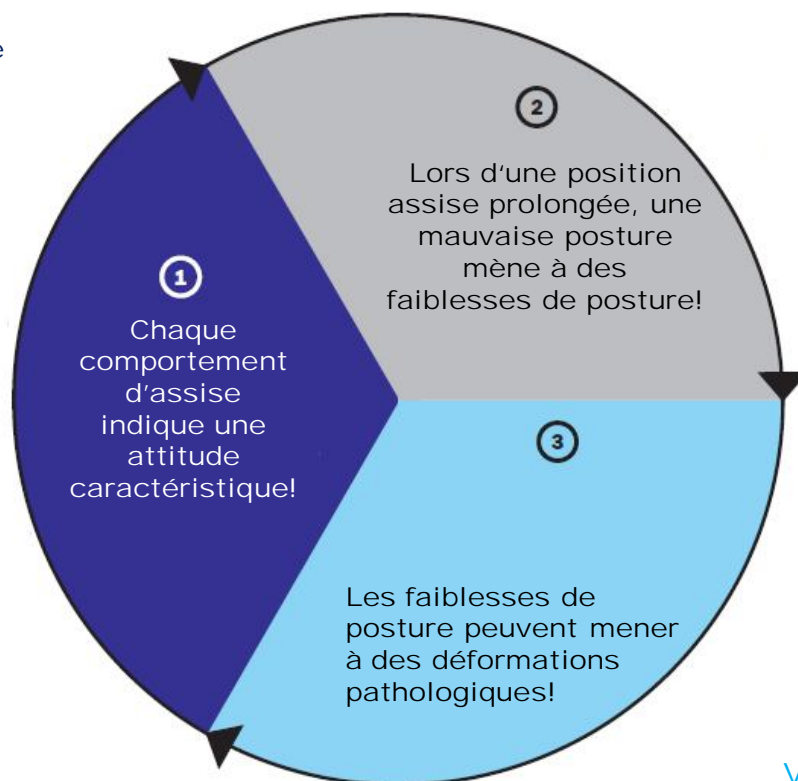 e
1
Chaque
comportement
d'assise
indique une
attitude
caractéristique!
2
Lors d'une position
assise prolongée, une
mauvaise posture
mène à des
faiblesses de posture!
3
Les faiblesses de
posture peuvent mener
à des déformations
pathologiques!
V